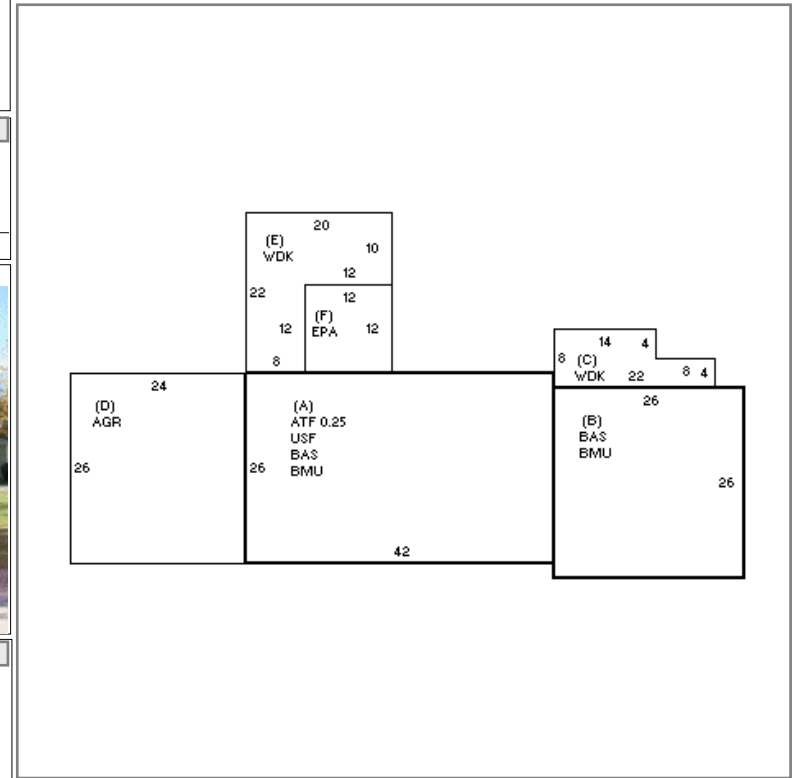 20
(E)
WDK
10
12
22
12
(F)
EPA
12
12
8
14
4
8
(C)
WDK
22
8
4
24
(D)
AGR
26
(A)
ATF 0.25
USF
BAS
BMU
26
42
26
(B)
BAS
BMU
26